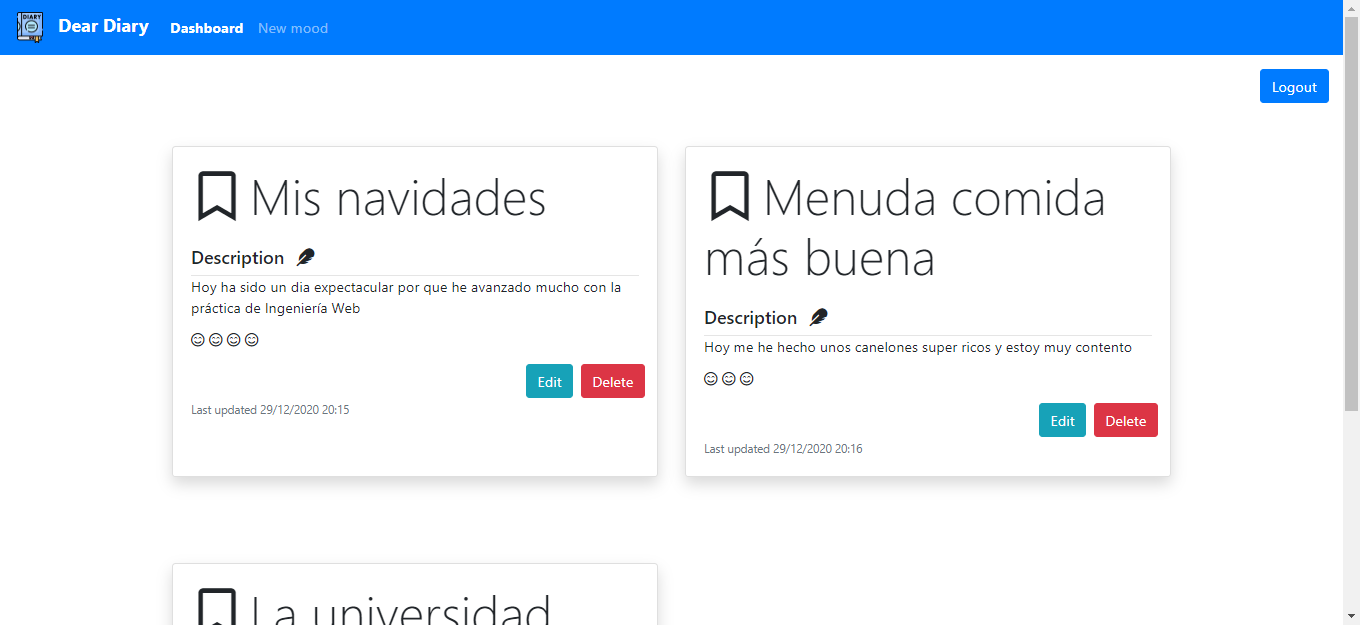 DIARY
Dear Diary
Dashboard
New mood
Logout
Mis navidades
Description
Hoy ha sido un dia expectacular por que he avanzado mucho con la
práctica de Ingeniería Web
Edit
Delete
Last updated 29/12/2020 20:15
Menuda comida
más buena
Description
Hoy me he hecho unos canelones super ricos y estoy muy contento
Edit
Delete
Last updated 29/12/2020 20:16
La universidad